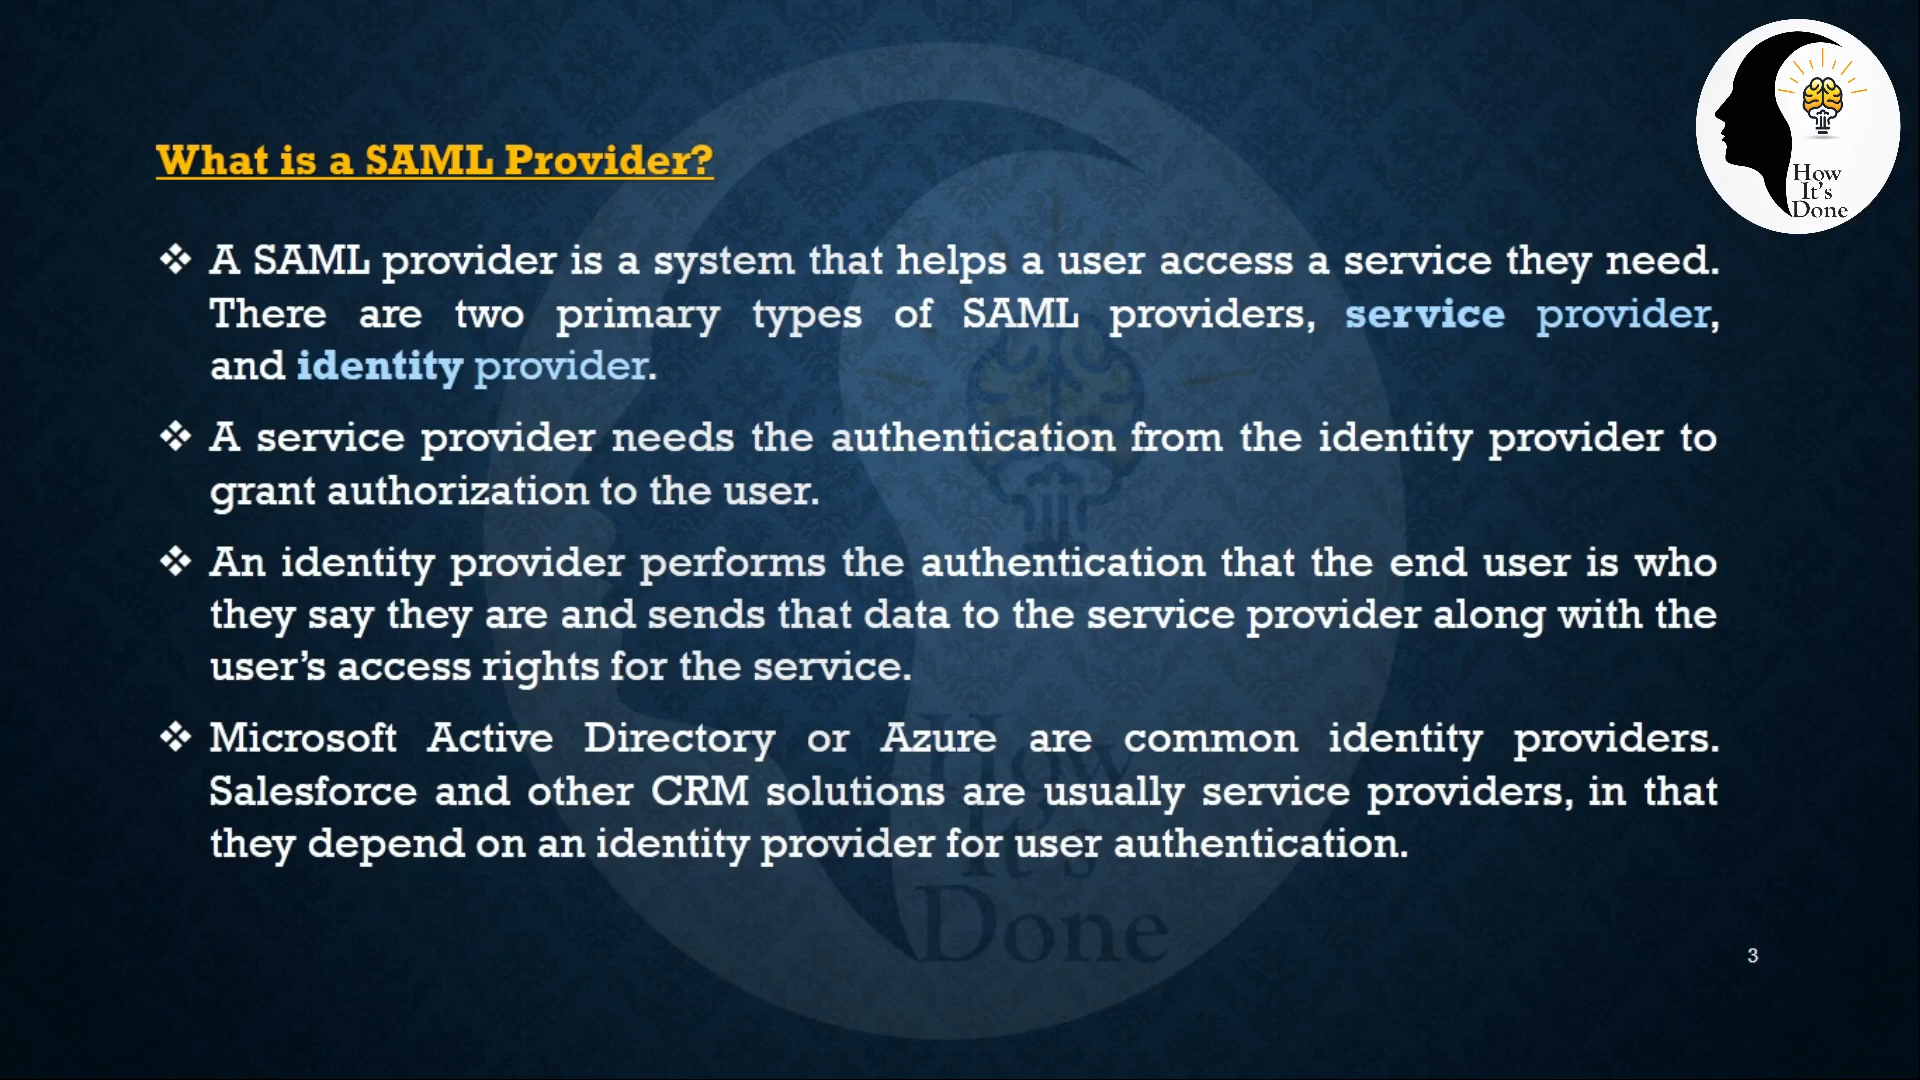 How
It's
Done
What is a SAML Provider?
❖ A SAML provider is a system that helps a user access a service they need.
There are two primary types of SAML providers, service provider,
and identity provider.
❖ A service provider needs the authentication from the identity provider to
grant authorization to the user.
❖ An identity provider performs the authentication that the end user is who
they say they are and sends that data to the service provider along with the
user’s access rights for the service.
❖ Microsoft Active Directory or Azure are common identity providers.
Salesforce and other CRM solutions are usually service providers, in that
they depend on an identity provider for user authentication.
How
It's
Done
3